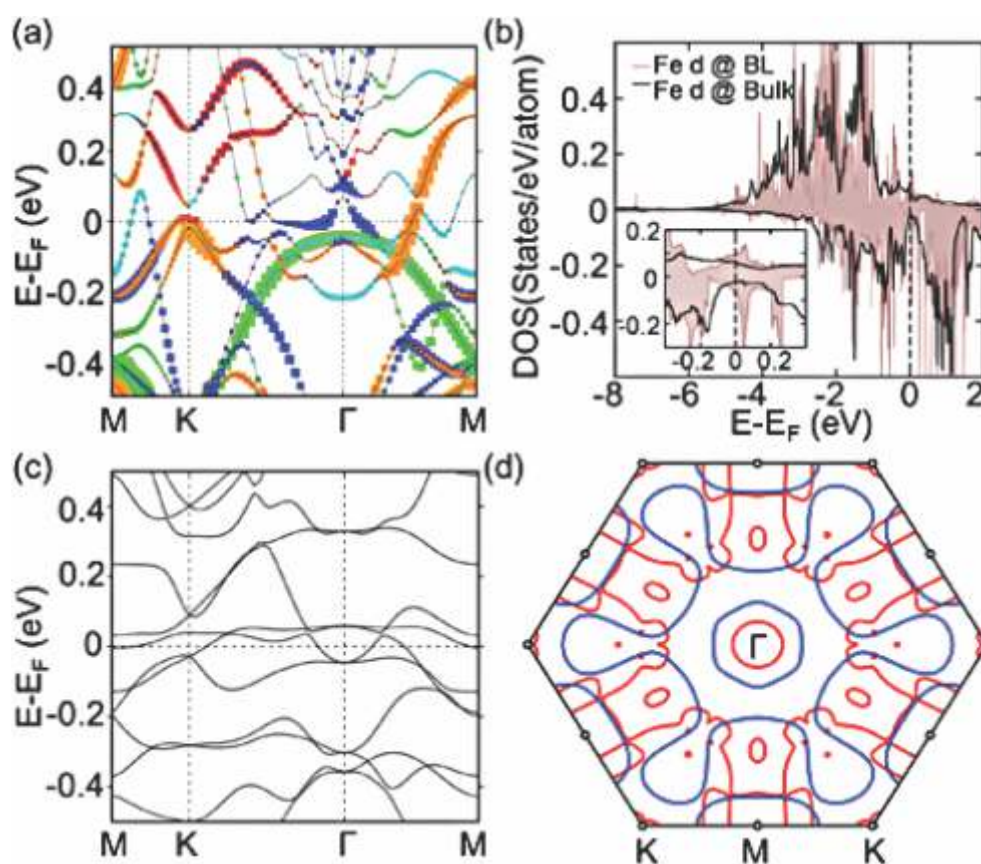 (a)
E-E_F (eV)
0.4
0.2
0
-0.2
-0.4
M K Γ M
(b)
DOS(States/eV/atom)
Fe d @ BL
Fe d @ Bulk
0.4
0.2
0
-0.2
-0.4
0.2
0
-0.2
-0.2 0 0.2
-8 -6 -4 -2 0 2
E-E_F (eV)
(c)
E-E_F (eV)
0.4
0.2
0
-0.2
-0.4
M K Γ M
(d)
Γ
K M K